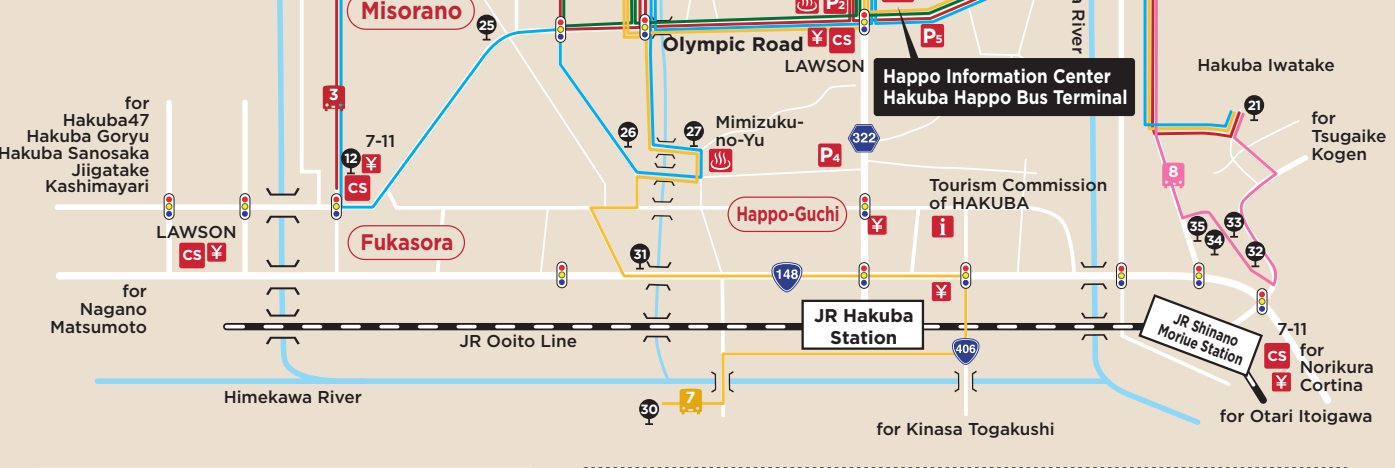 Misorano
25
P2
Olympic Road
¥
CS
P5
LAWSON
River
Happo Information Center
Hakuba Happo Bus Terminal
Hakuba Iwatake
21
for
Tsugaike
Kogen
for
Hakuba47
Hakuba Goryu
Hakuba Sanosaka
Jiigatake
Kashimayari
3
7-11
12
¥
CS
26
27
Mimizuku-
no-Yu
322
P4
8
Tourism Commission
of HAKUBA
i
Happo-Guchi
¥
LAWSON
CS
¥
Fukasora
35
34
33
32
31
148
¥
for
Nagano
Matsumoto
JR Hakuba
Station
JR Shinano
Moriue Station
JR Ooito Line
406
7-11
CS
¥
for
Norikura
Cortina
Himekawa River
30
7
for Otari Itoigawa
for Kinasa Togakushi